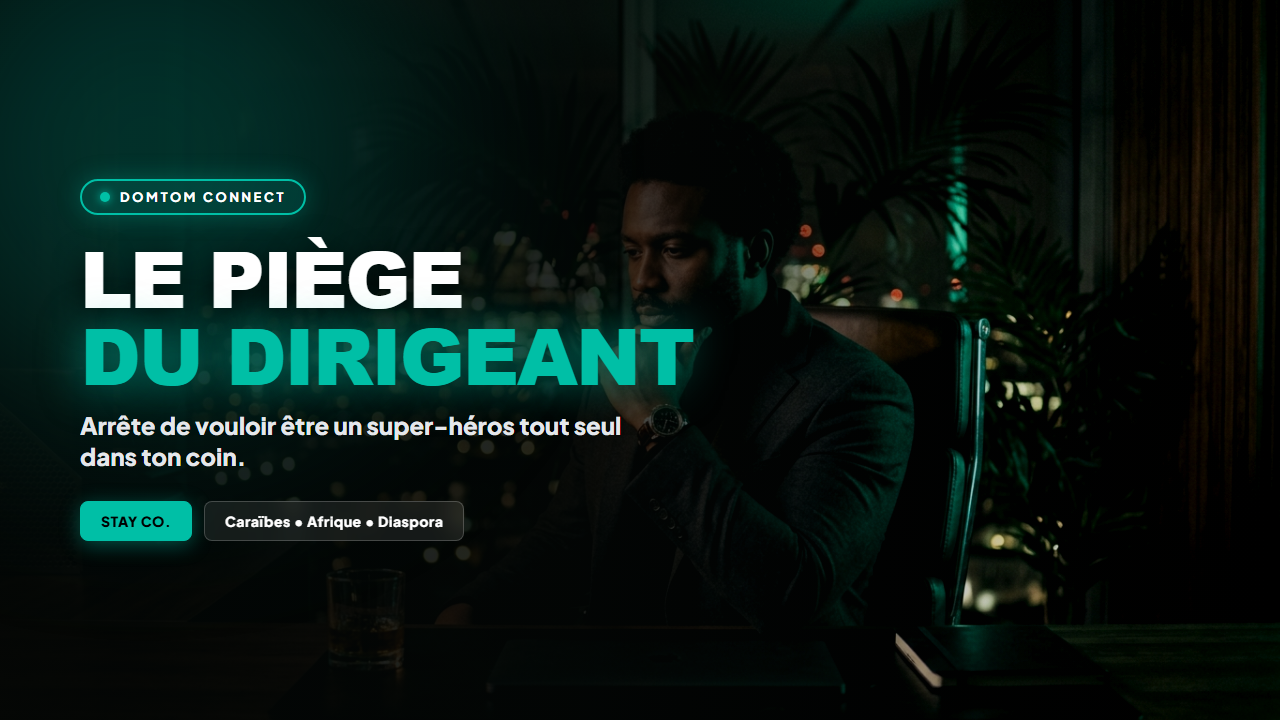 DOMTOM CONNECT
LE PIÈGE
DU DIRIGEANT
Arrête de vouloir être un super-héros tout seul
dans ton coin.
STAY CO.
Caraïbes • Afrique • Diaspora